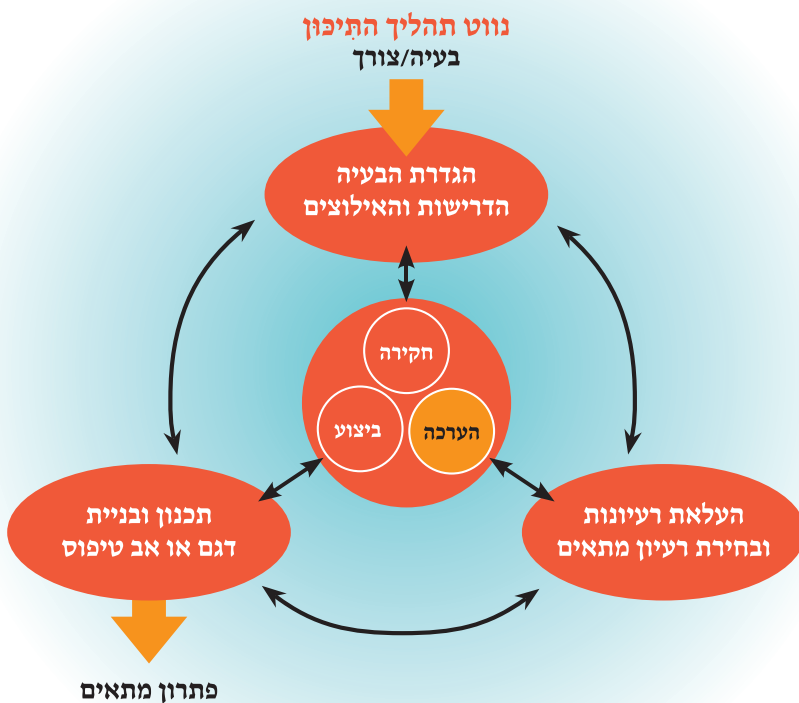 נווט תהליך התִּיכּוּן
בעיה/צורך
הגדרת הבעיה
הדרישות והאילוצים
חקירה
ביצוע
הערכה
העלאת רעיונות
ובחירת רעיון מתאים
תכנון ובניית
דגם או אב טיפוס
פתרון מתאים